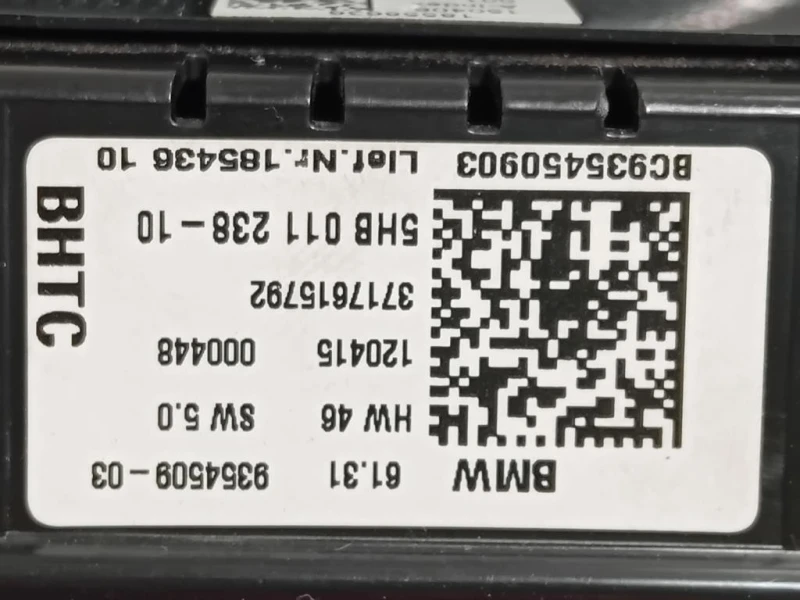 BMW 61.31 9354509-03
HW 46 SW 5.0
120415 000448
3717615792
5HB 011 238-10
BC935450903 Lief.Nr.185436 10
BHTC